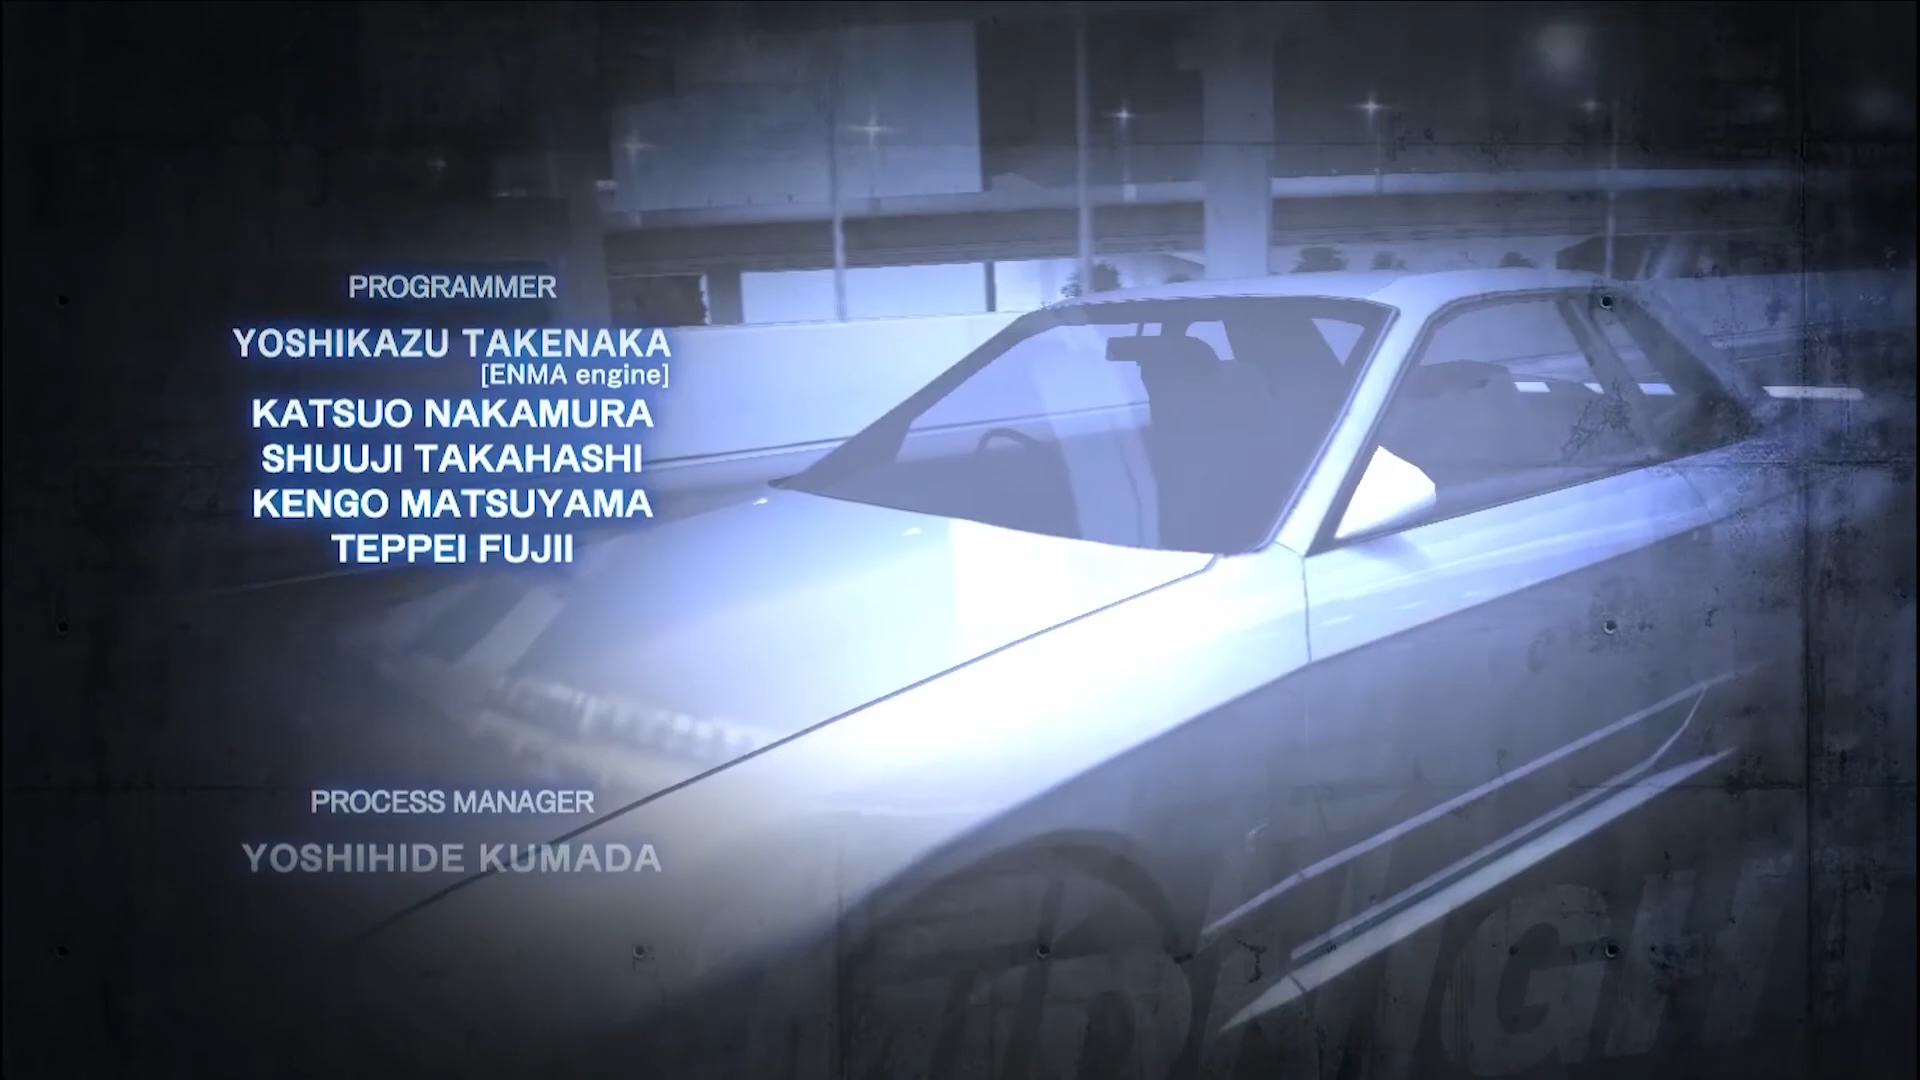 PROGRAMMER
YOSHIKAZU TAKENAKA
[ENMA engine]
KATSUO NAKAMURA
SHUUJI TAKAHASHI
KENGO MATSUYAMA
TEPPEI FUJII
PROCESS MANAGER
YOSHIHIDE KUMADA